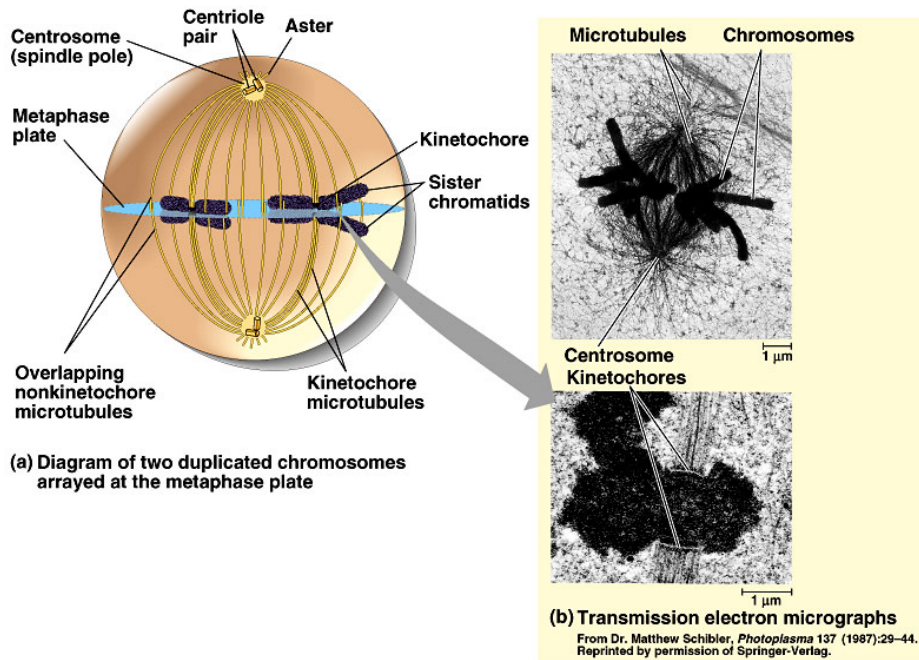 Centriole
pair
Centrosome
(spindle pole)
Aster
Metaphase
plate
Kinetochore
Sister
chromatids
Overlapping
nonkinetochore
microtubules
Kinetochore
microtubules
(a) Diagram of two duplicated chromosomes
arrayed at the metaphase plate
Microtubules
Chromosomes
1 μm
Centrosome
Kinetochores
1 μm
(b) Transmission electron micrographs
From Dr. Matthew Schibler, Photoplasma 137 (1987):29–44.
Reprinted by permission of Springer-Verlag.